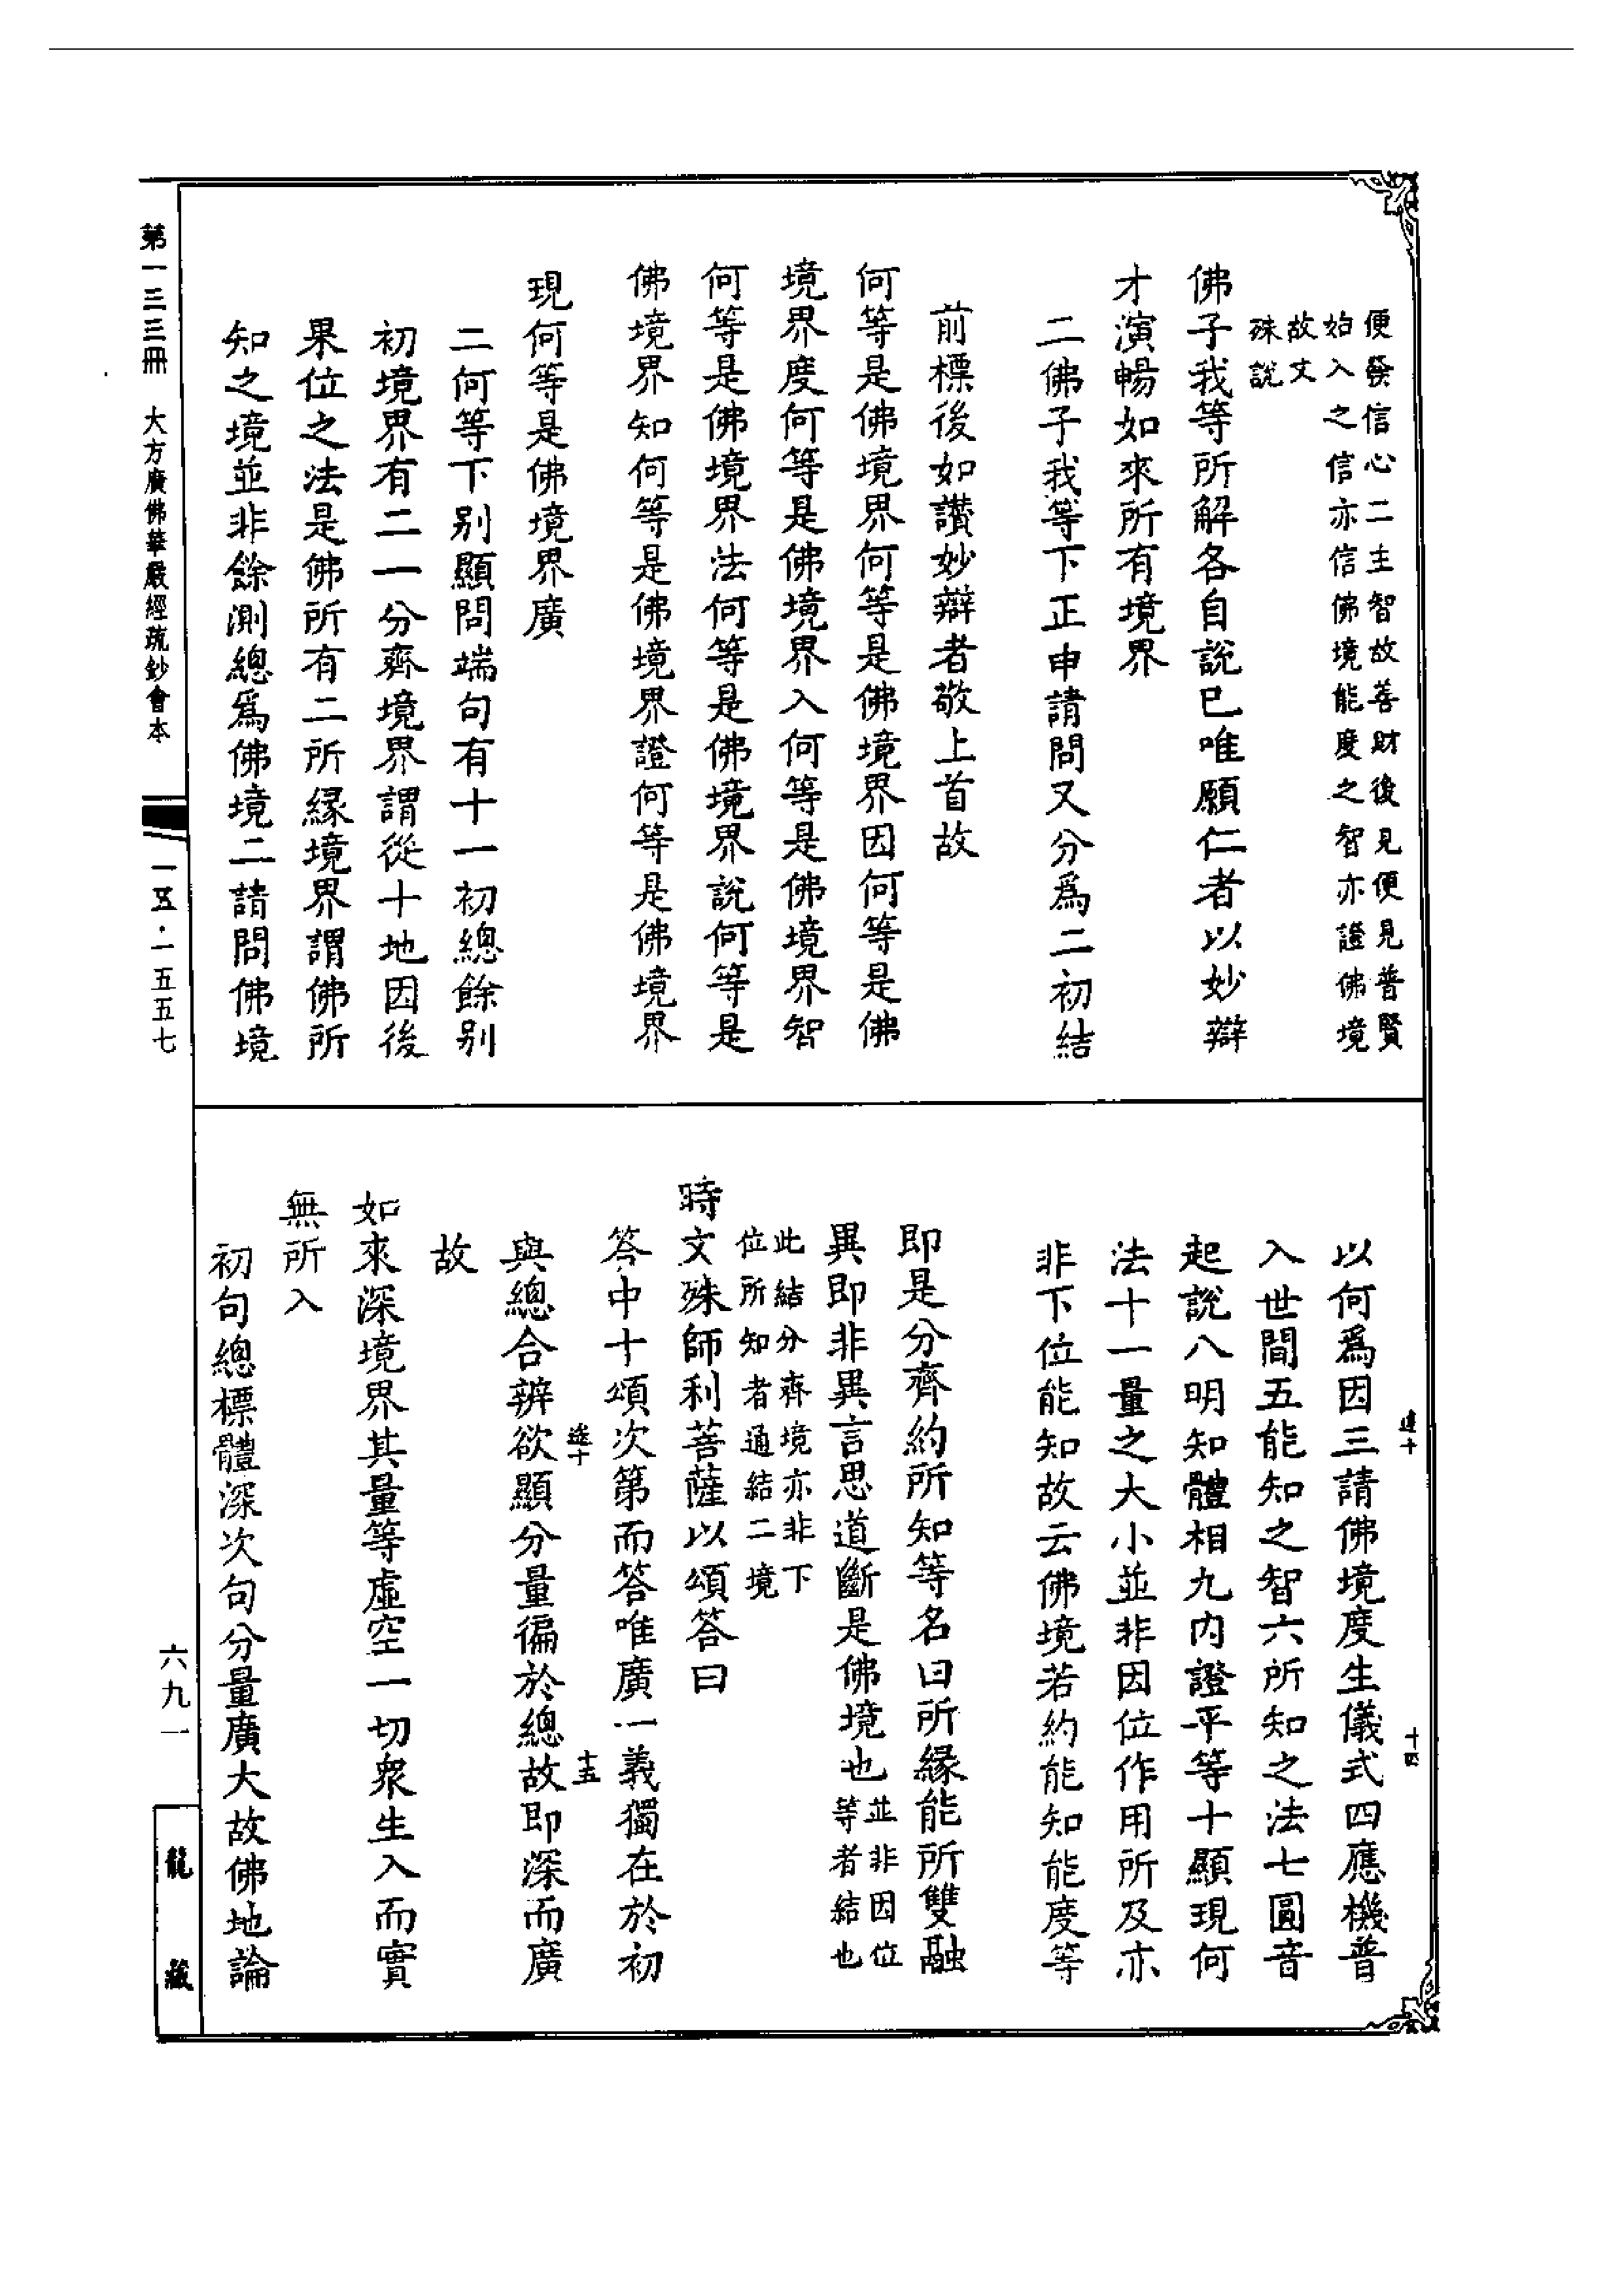 便發信心二主智故善財後見便見普賢
始入之信亦信佛境能度之智亦證佛境
故文
殊說
佛子我等所解各自說已唯願仁者以妙辯
才演暢如來所有境界
二佛子我等下正申請問又分爲二初結
前標後如讚妙辯者敬上首故
何等是佛境界何等是佛境界因何等是佛
境界度何等是佛境界入何等是佛境界智
何等是佛境界法何等是佛境界說何等是
佛境界知何等是佛境界證何等是佛境界
現何等是佛境界廣
二何等下别顯問端句有十一初總餘别
初境界有二一分齊境界謂從十地因後
果位之法是佛所有二所緣境界謂佛所
知之境並非餘測總爲佛境二請問佛境
以何爲因三請佛境度生儀式四應機普
入世間五能知之智六所知之法七圓音
起說八明知體相九内證平等十顯現何
法十一量之大小並非因位作用所及亦
非下位能知故云佛境若約能知能度等
即是分齊約所知等名曰所緣能所雙融
異即非異言思道斷是佛境也並非因位
等者結也
此結分齊境亦非下
位所知者通結二境
時文殊師利菩薩以頌答曰
答中十頌次第而答唯廣一義獨在於初
與總合辨欲顯分量徧於總故即深而廣
故
如來深境界其量等虛空一切衆生入而實
無所入
初句總標體深次句分量廣大故佛地論
十四
十五
第一三三冊 大方廣佛華嚴經疏鈔會本
一五·一五五七
六九一
龍藏